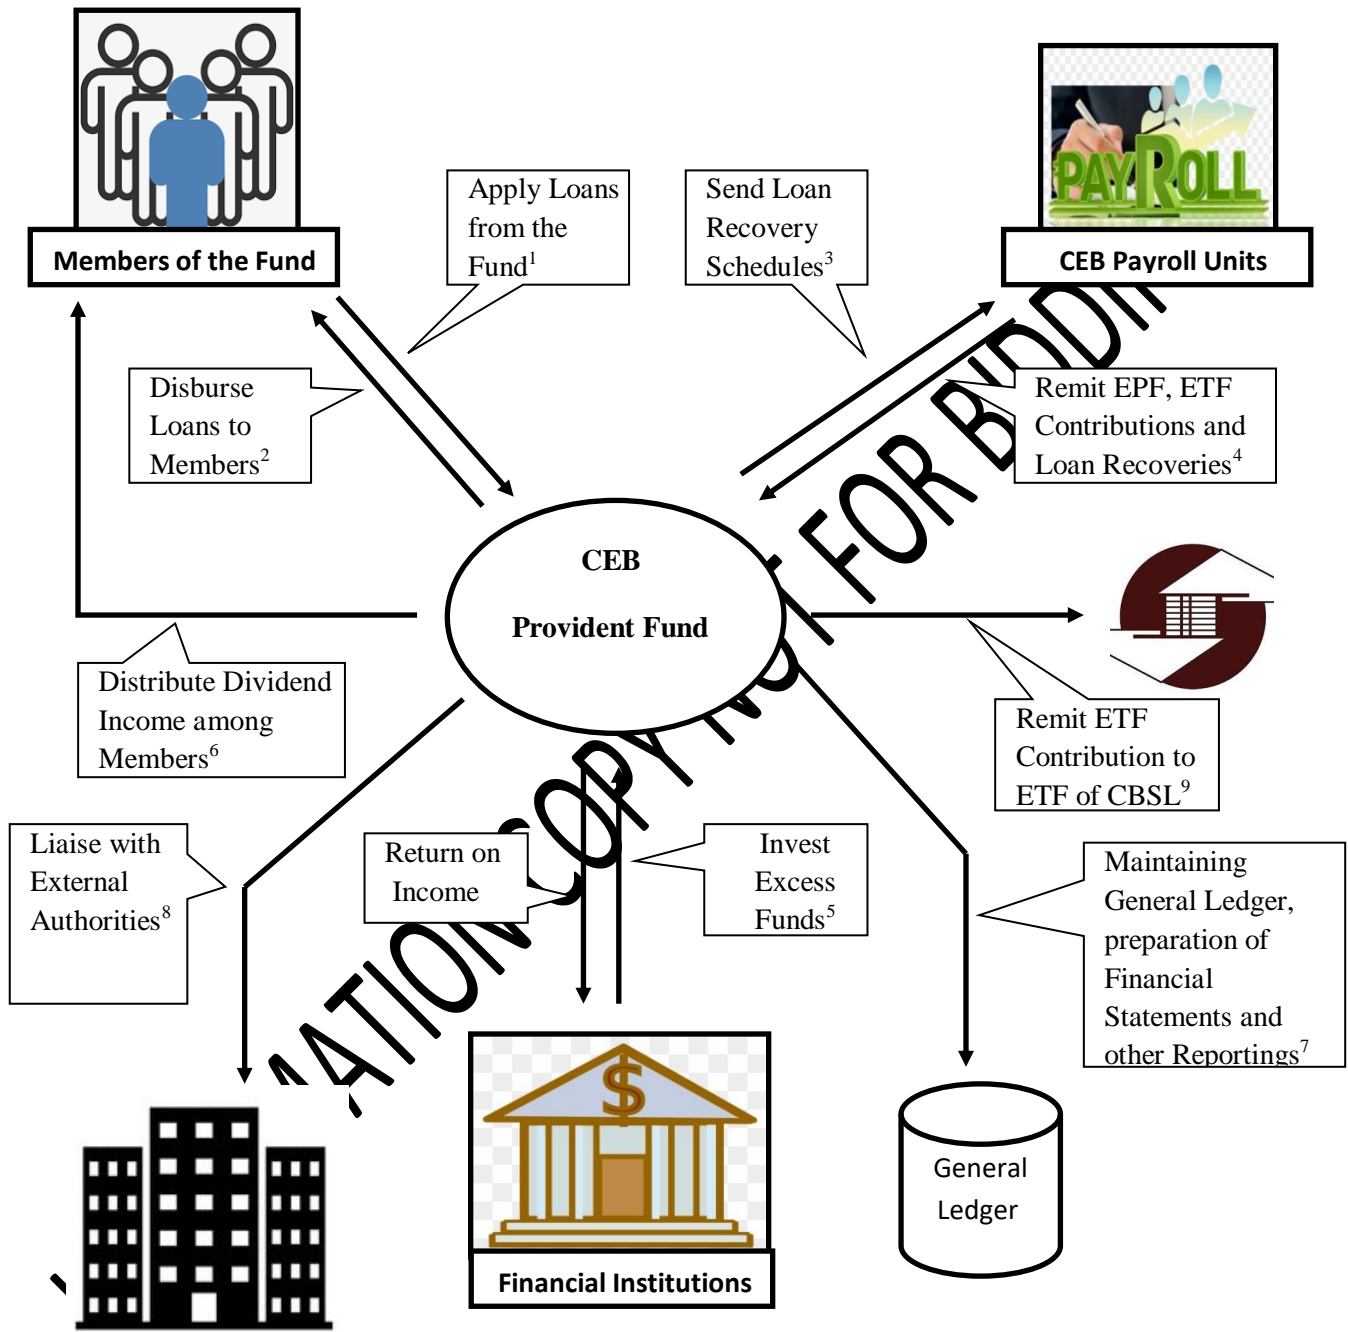 Members of the Fund
PAYROLL
CEB Payroll Units
Apply Loans
from the
Fund¹
Send Loan
Recovery
Schedules³
Disburse
Loans to
Members²
Remit EPF, ETF
Contributions and
Loan Recoveries⁴
CEB
Provident Fund
Distribute Dividend
Income among
Members⁶
Remit ETF
Contribution to
ETF of CBSL⁹
Liaise with
External
Authorities⁸
Return on
Income
Invest
Excess
Funds⁵
Maintaining
General Ledger,
preparation of
Financial
Statements and
other Reportings⁷
$
General
Ledger
Financial Institutions
COPY NOT FOR